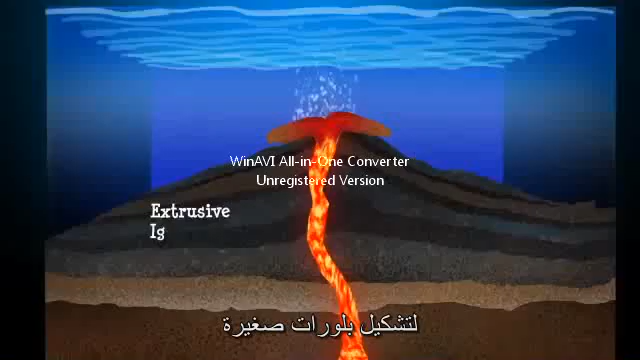 WinAVI All-in-One Converter
Unregistered Version
Extrusive
Ig
لتشكيل بلورات صغيرة